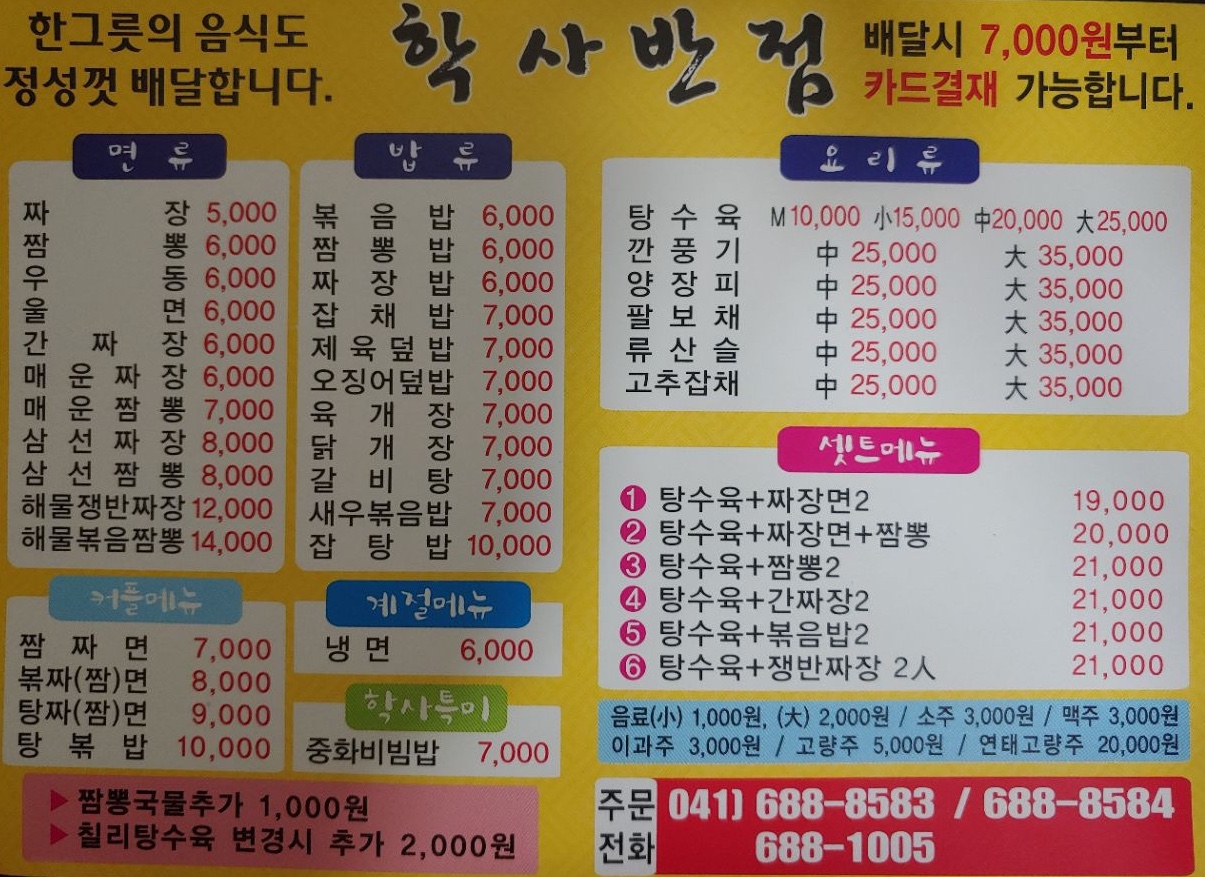 한그릇의 음식도
정성껏 배달합니다.
학사반점
배달시 7,000원부터
카드결재 가능합니다.
면 류
짜 장 5,000
짬 뽕 6,000
우 동 6,000
울 면 6,000
간 짜 장 6,000
매 운 짜 장 6,000
매 운 짬 뽕 7,000
삼 선 짜 장 8,000
삼 선 짬 뽕 8,000
해물쟁반짜장 12,000
해물볶음짬뽕 14,000
밥 류
볶 음 밥 6,000
짬 뽕 밥 6,000
짜 장 밥 6,000
잡 채 밥 7,000
제 육 덮 밥 7,000
오징어덮밥 7,000
육 개 장 7,000
닭 개 장 7,000
갈 비 탕 7,000
새우볶음밥 7,000
잡 탕 밥 10,000
요 리 류
탕 수 육 M 10,000 小 15,000 中 20,000 大 25,000
깐 풍 기 中 25,000 大 35,000
양 장 피 中 25,000 大 35,000
팔 보 채 中 25,000 大 35,000
류 산 슬 中 25,000 大 35,000
고추잡채 中 25,000 大 35,000
셋트메뉴
1 탕수육+짜장면2 19,000
2 탕수육+짜장면+짬뽕 20,000
3 탕수육+짬뽕2 21,000
4 탕수육+간짜장2 21,000
5 탕수육+볶음밥2 21,000
6 탕수육+쟁반짜장 2人 21,000
커플메뉴
짬 짜 면 7,000
볶짜(짬)면 8,000
탕짜(짬)면 9,000
탕 볶 밥 10,000
계절메뉴
냉 면 6,000
학사특미
중화비빔밥 7,000
음료(小) 1,000원, (大) 2,000원 / 소주 3,000원 / 맥주 3,000원
이과주 3,000원 / 고량주 5,000원 / 연태고량주 20,000원
▶짬뽕국물추가 1,000원
▶칠리탕수육 변경시 추가 2,000원
주문 041) 688-8583 / 688-8584
전화 688-1005